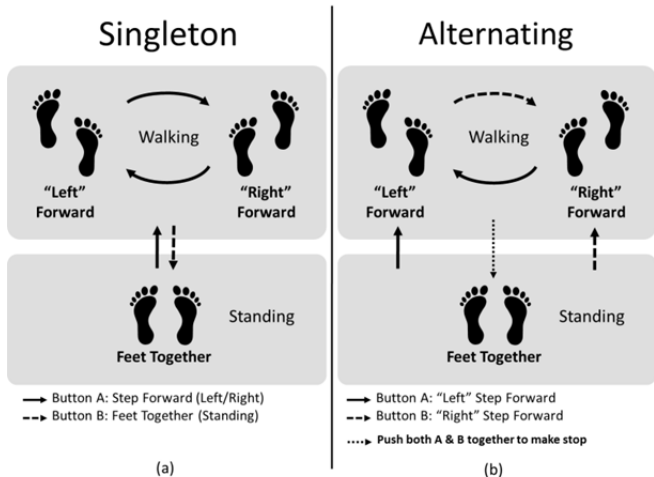 Singleton
Walking
“Left”
Forward
“Right”
Forward
Standing
Feet Together
Button A: Step Forward (Left/Right)
Button B: Feet Together (Standing)
(a)
Alternating
Walking
“Left”
Forward
“Right”
Forward
Standing
Feet Together
Button A: “Left” Step Forward
Button B: “Right” Step Forward
Push both A & B together to make stop
(b)